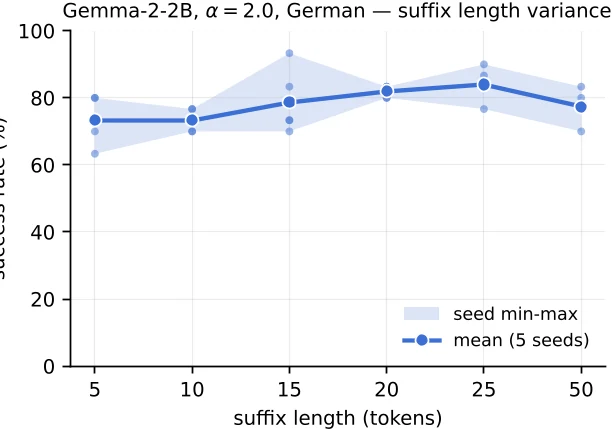 Gemma-2-2B, α = 2.0, German — suffix length variance
100
80
60
40
20
0
success rate (%)
5 10 15 20 25 50
suffix length (tokens)
seed min-max
mean (5 seeds)